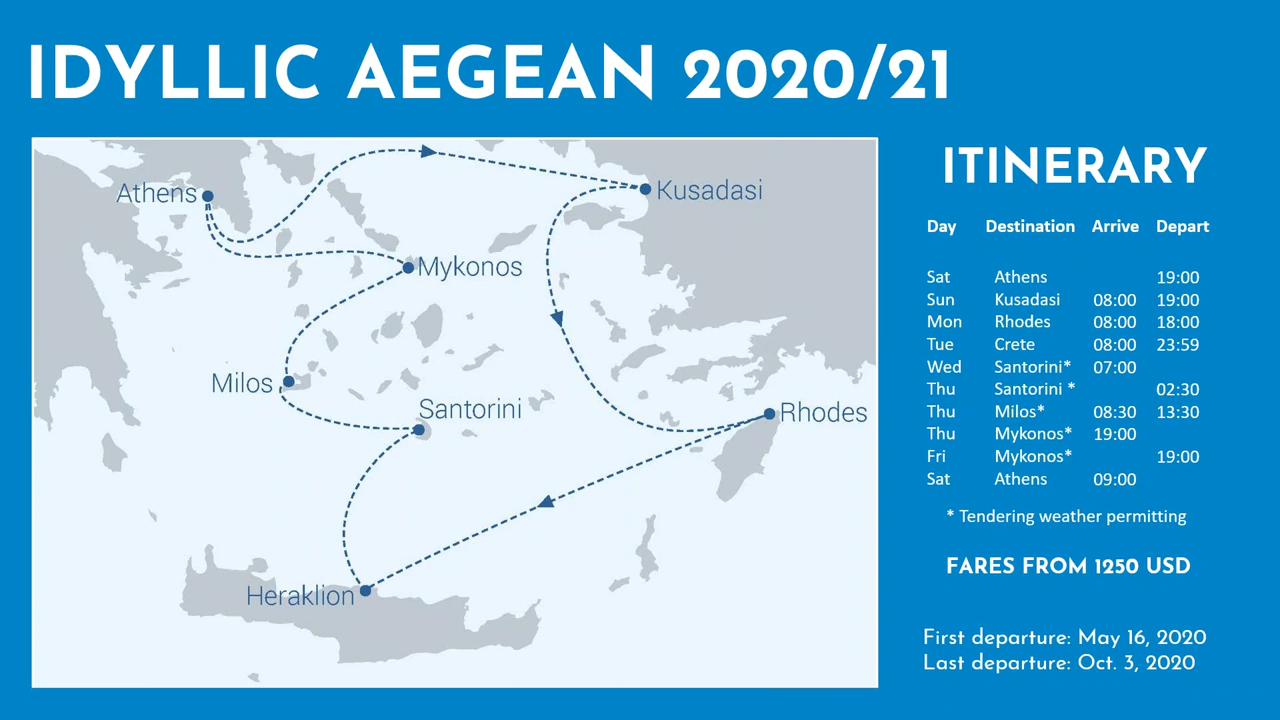 IDYLLIC AEGEAN 2020/21
Athens
Kusadasi
Mykonos
Milos
Santorini
Rhodes
Heraklion
ITINERARY
Day Destination Arrive Depart
Sat Athens 19:00
Sun Kusadasi 08:00 19:00
Mon Rhodes 08:00 18:00
Tue Crete 08:00 23:59
Wed Santorini* 07:00
Thu Santorini * 02:30
Thu Milos* 08:30 13:30
Thu Mykonos* 19:00
Fri Mykonos* 19:00
Sat Athens 09:00
* Tendering weather permitting
FARES FROM 1250 USD
First departure: May 16, 2020
Last departure: Oct. 3, 2020